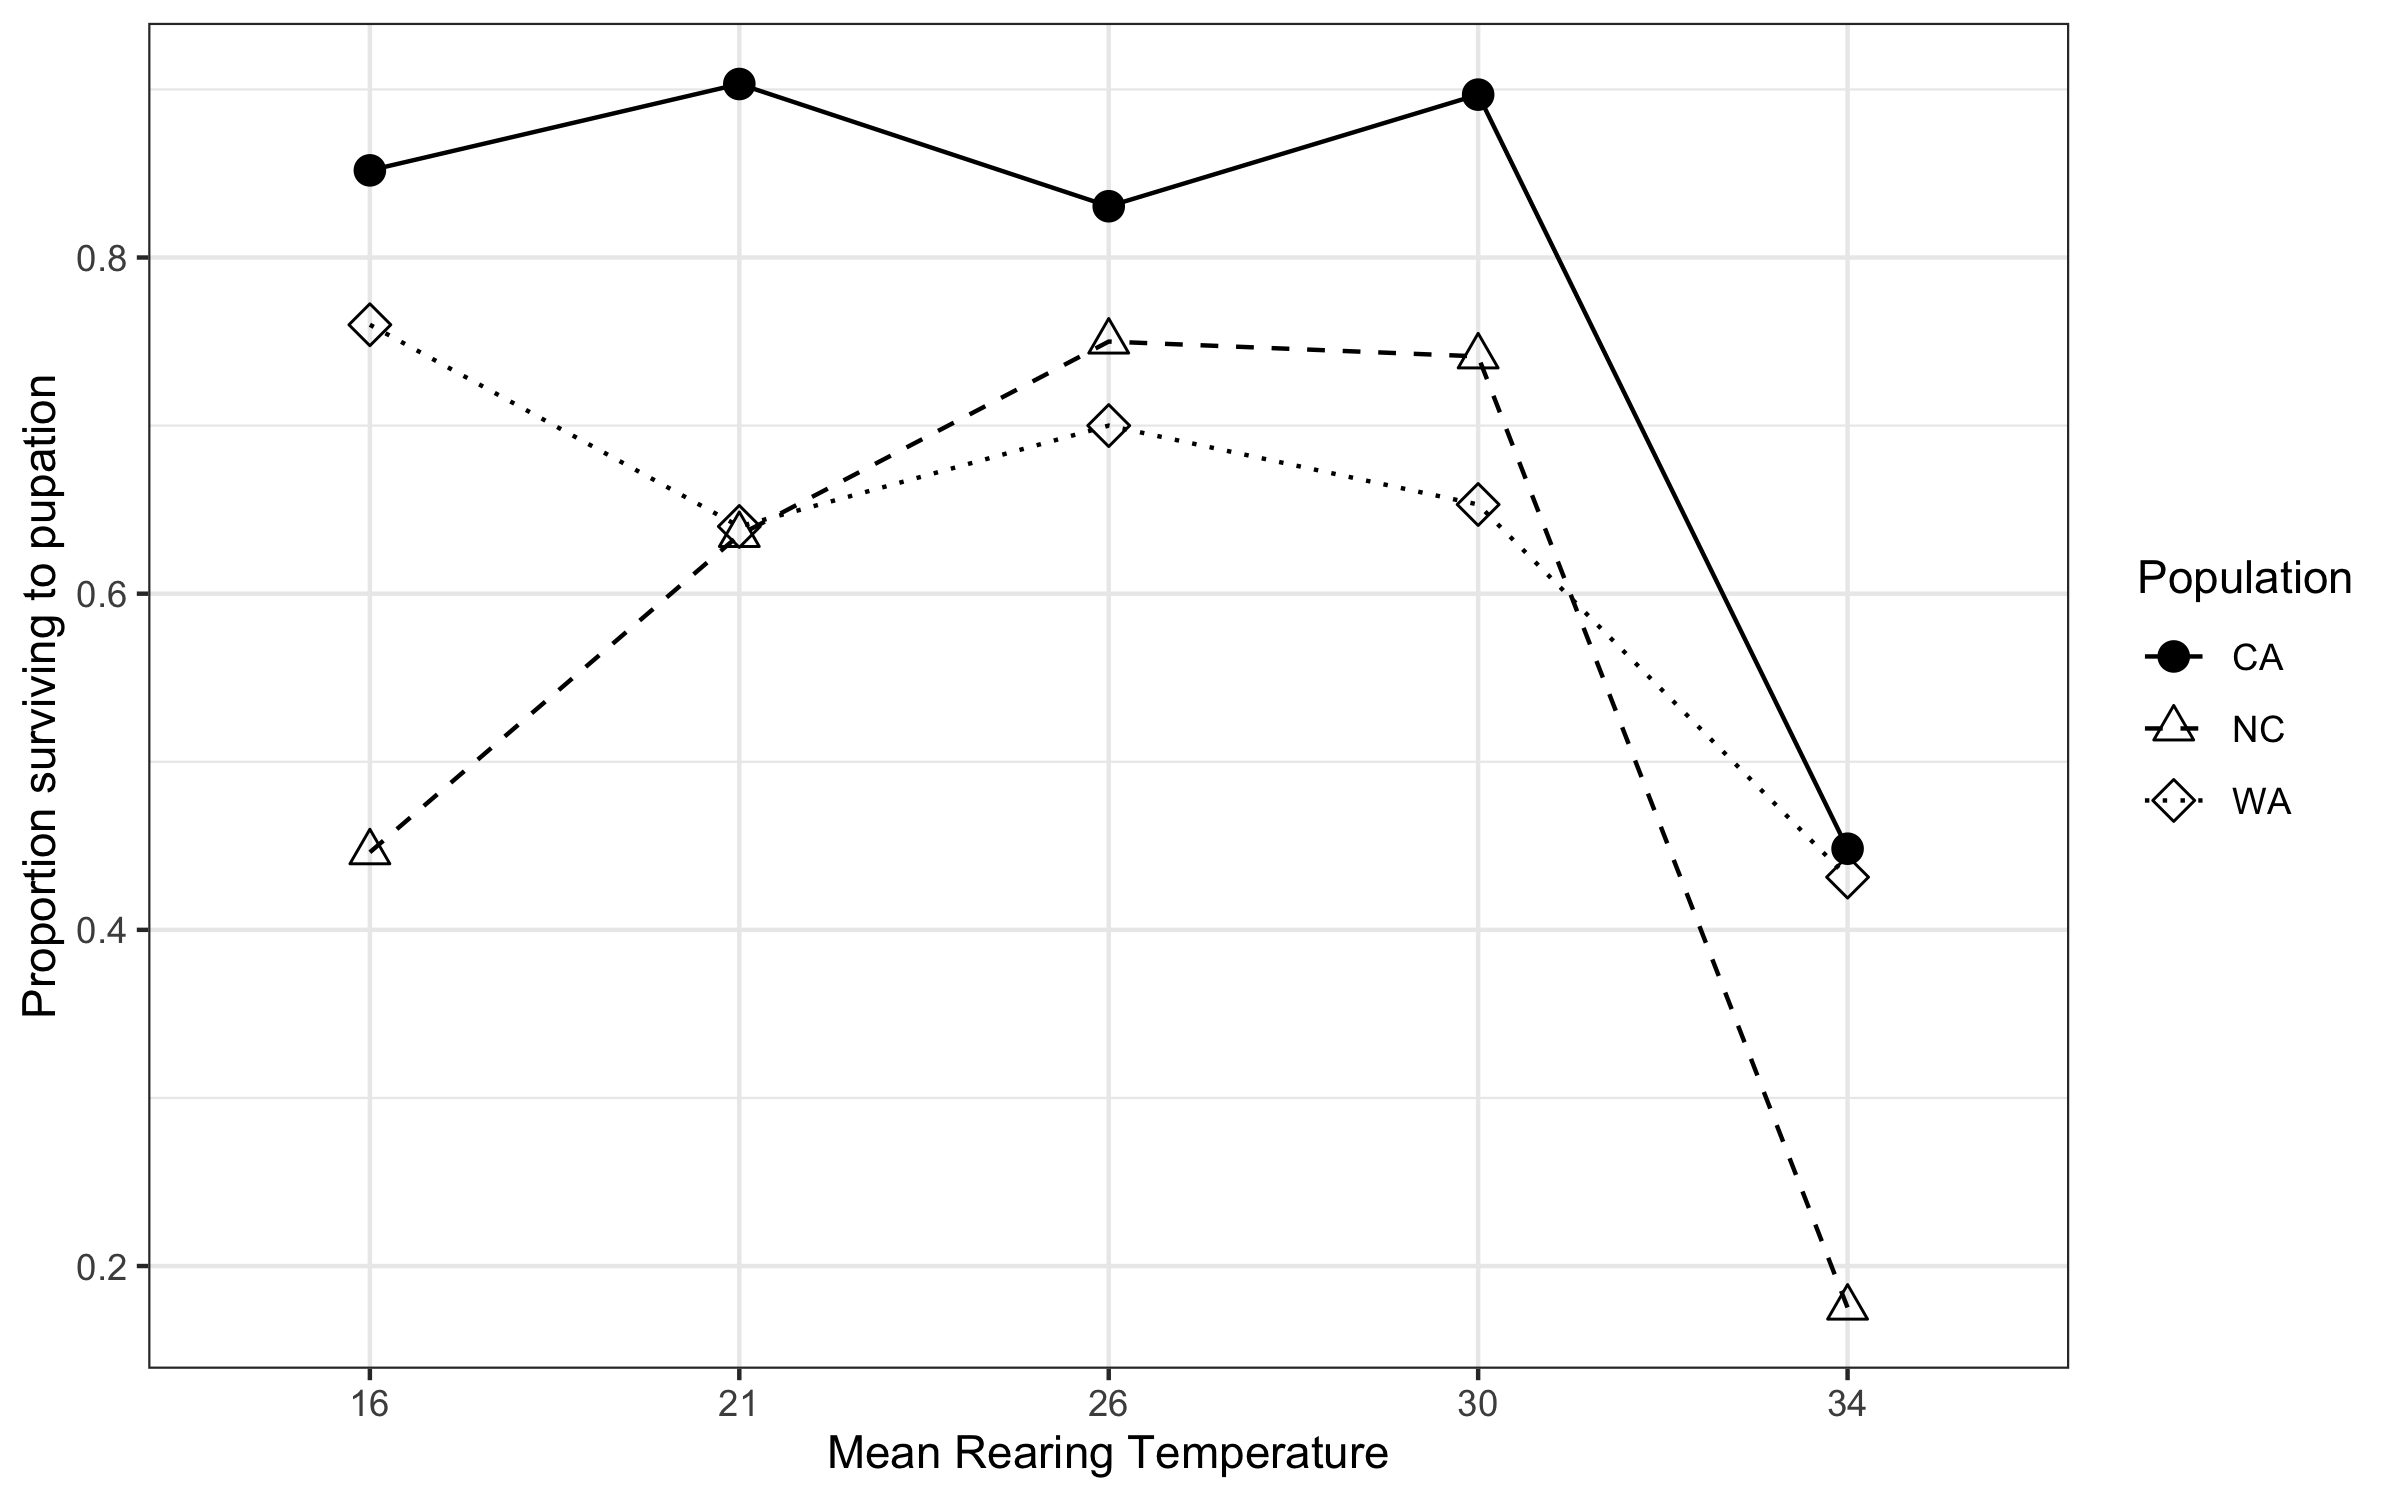 Proportion surviving to pupation
0.8
0.6
0.4
0.2
16 21 26 30 34
Mean Rearing Temperature
Population
CA
NC
WA